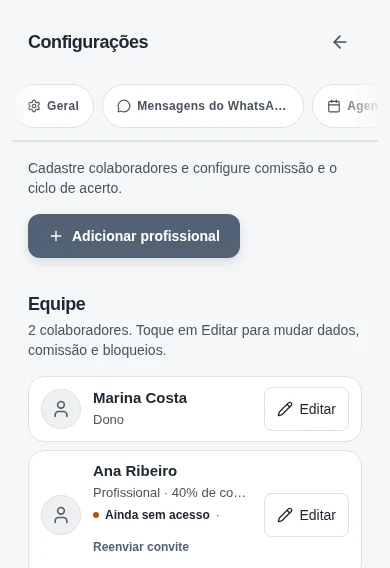 Configurações
Geral
Mensagens do WhatsA...
Agen
Cadastre colaboradores e configure comissão e o
ciclo de acerto.
+ Adicionar profissional
Equipe
2 colaboradores. Toque em Editar para mudar dados,
comissão e bloqueios.
Marina Costa
Dono
Editar
Ana Ribeiro
Profissional · 40% de co...
Ainda sem acesso ·
Reenviar convite
Editar